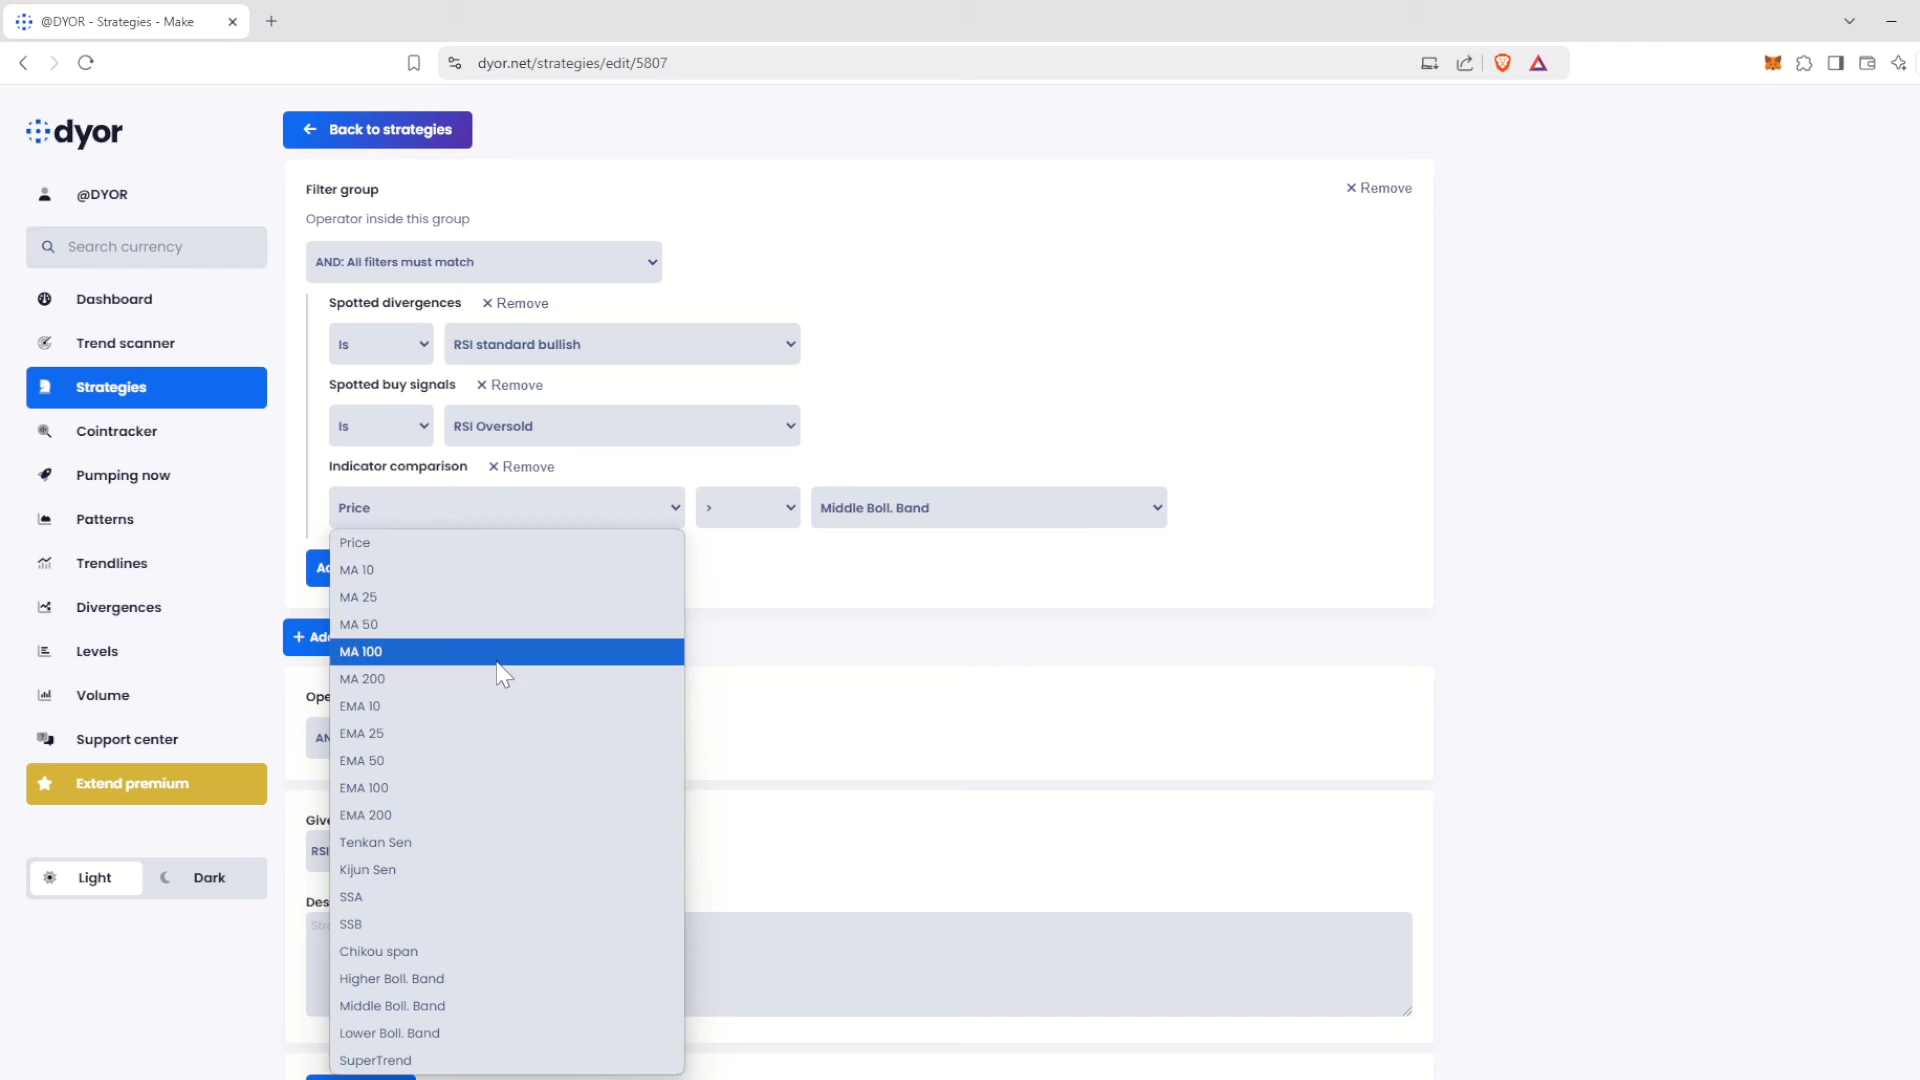 @DYOR - Strategies - Make
dyor.net/strategies/edit/5807
dyor
@DYOR
Search currency
Dashboard
Trend scanner
Strategies
Cointracker
Pumping now
Patterns
Trendlines
Divergences
Levels
Volume
Support center
Extend premium
Light
Dark
Back to strategies
Filter group
Remove
Operator inside this group
AND: All filters must match
Spotted divergences
Remove
Is
RSI standard bullish
Spotted buy signals
Remove
Is
RSI Oversold
Indicator comparison
Remove
Price
>
Middle Boll. Band
Price
MA 10
MA 25
MA 50
MA 100
MA 200
EMA 10
EMA 25
EMA 50
EMA 100
EMA 200
Tenkan Sen
Kijun Sen
SSA
SSB
Chikou span
Higher Boll. Band
Middle Boll. Band
Lower Boll. Band
SuperTrend
+ Add
RSI